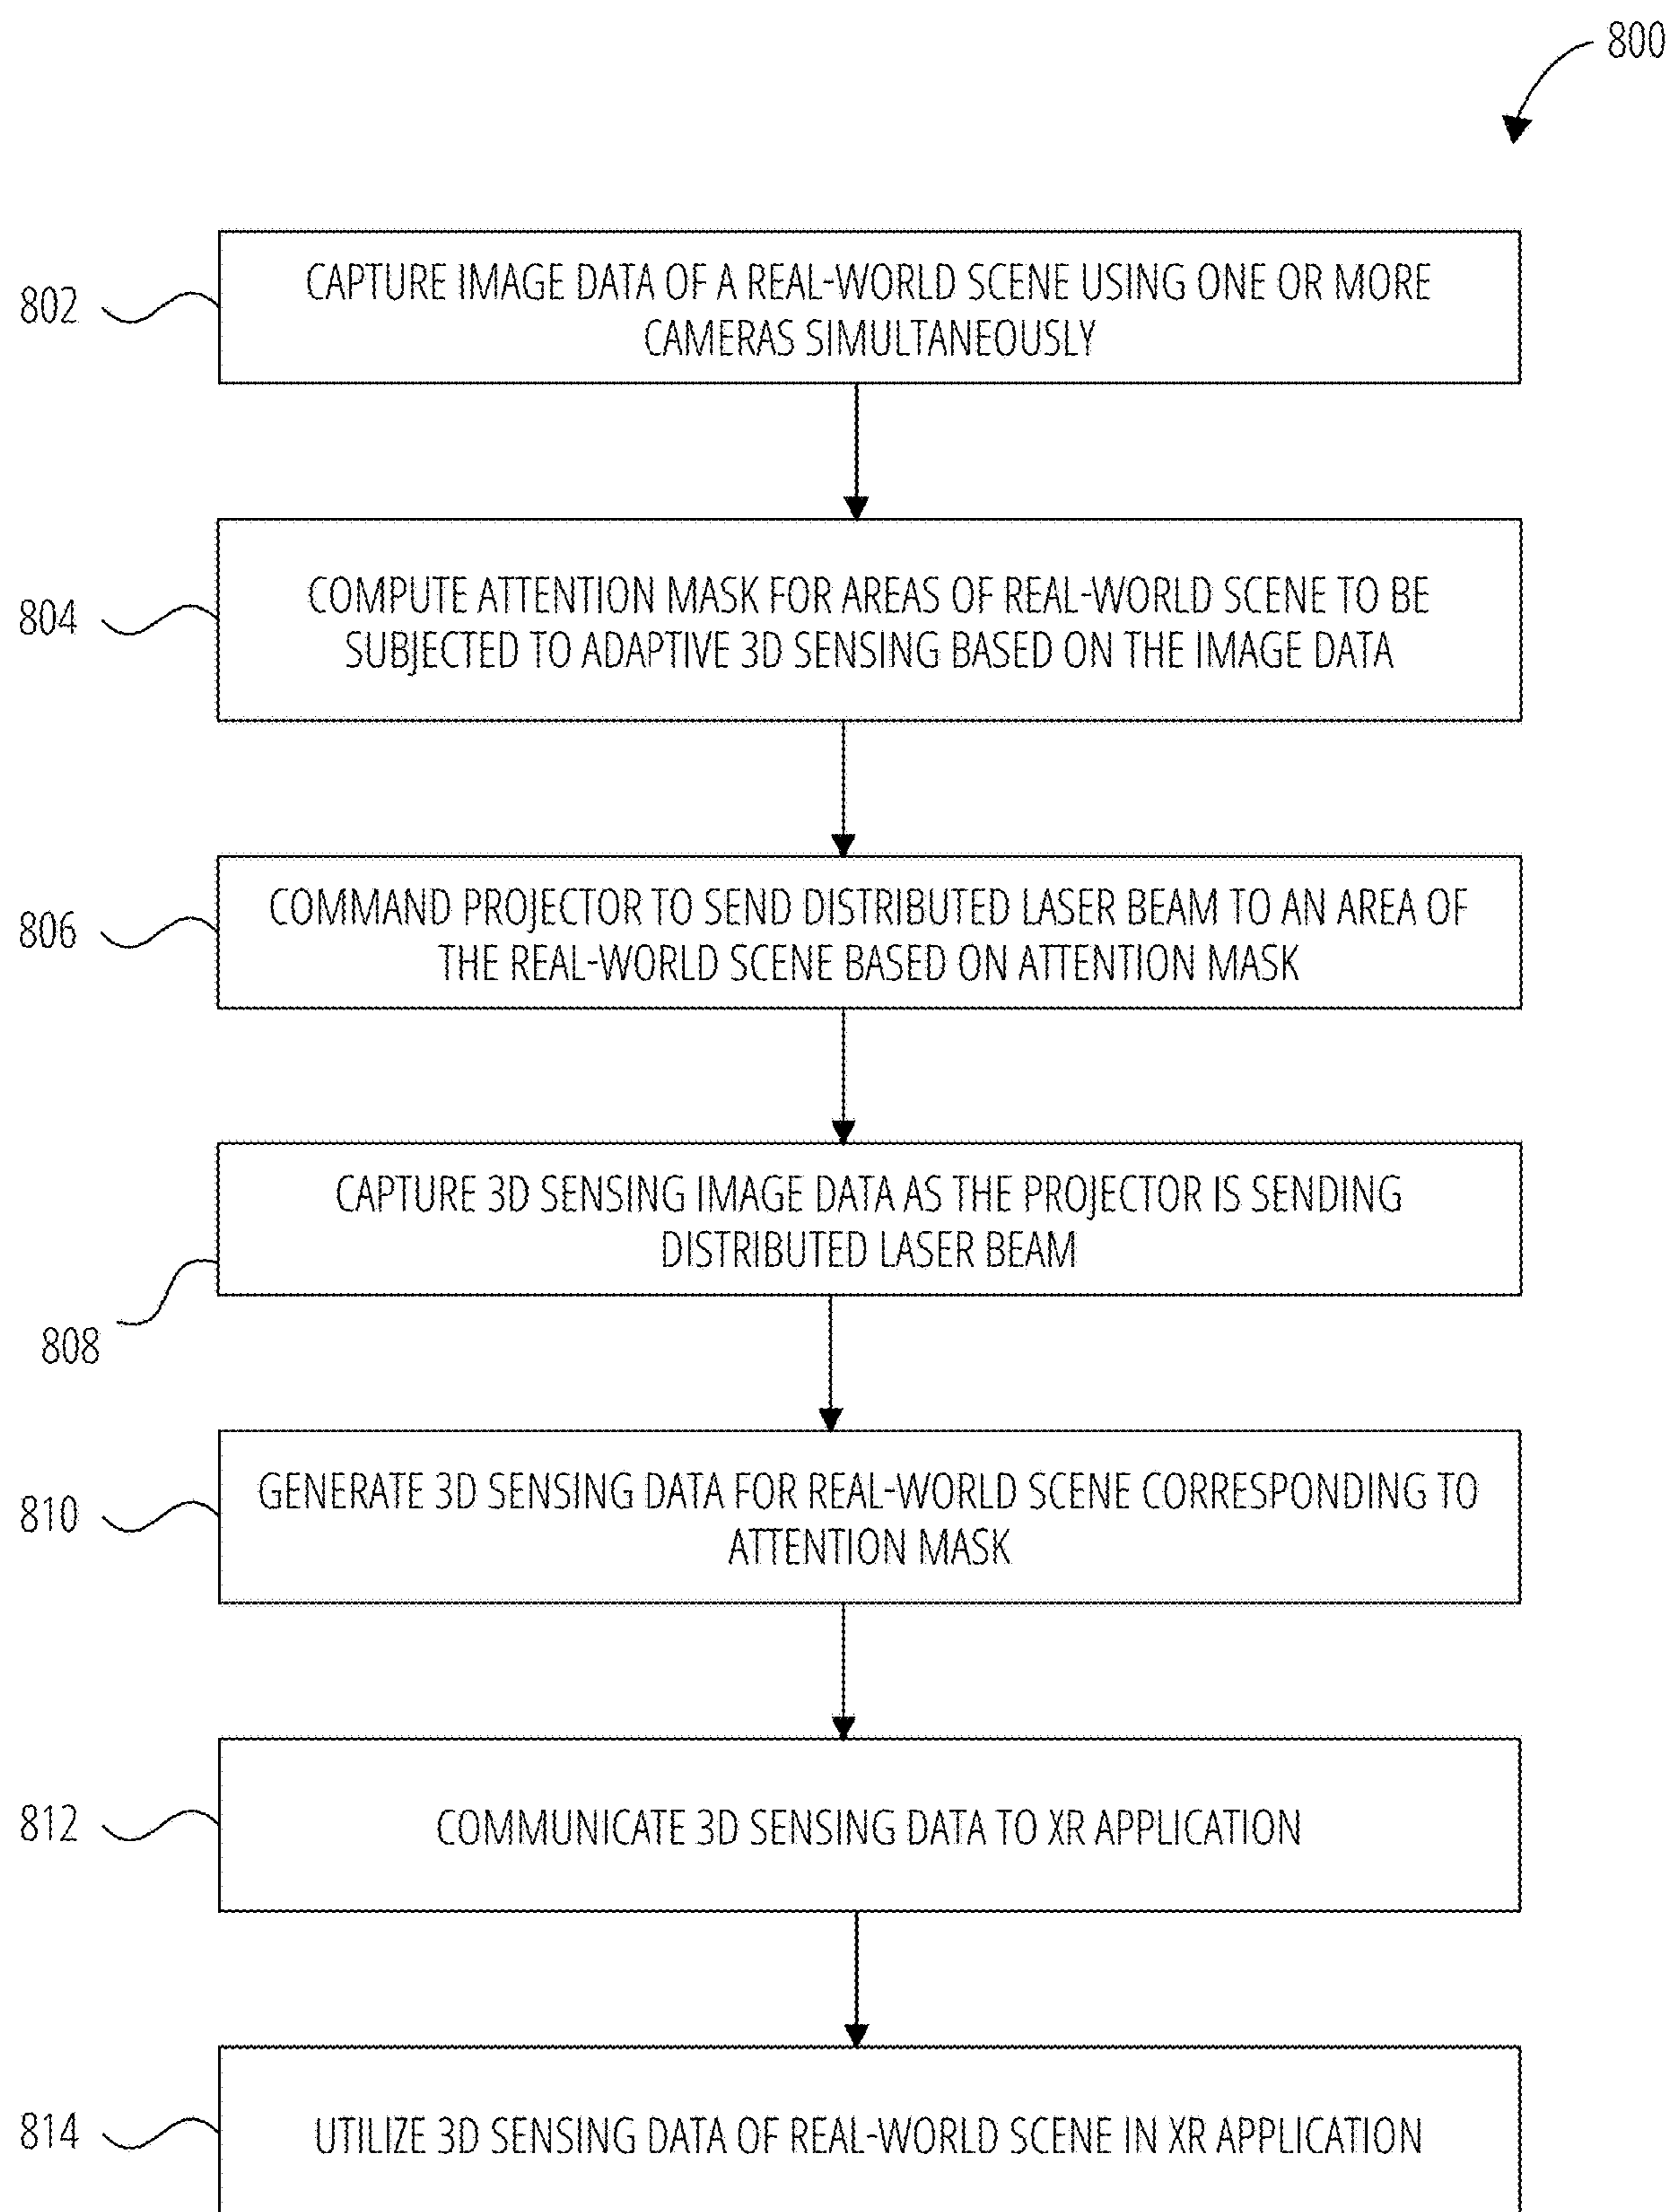 800
802
CAPTURE IMAGE DATA OF A REAL-WORLD SCENE USING ONE OR MORE
CAMERAS SIMULTANEOUSLY
804
COMPUTE ATTENTION MASK FOR AREAS OF REAL-WORLD SCENE TO BE
SUBJECTED TO ADAPTIVE 3D SENSING BASED ON THE IMAGE DATA
806
COMMAND PROJECTOR TO SEND DISTRIBUTED LASER BEAM TO AN AREA OF
THE REAL-WORLD SCENE BASED ON ATTENTION MASK
CAPTURE 3D SENSING IMAGE DATA AS THE PROJECTOR IS SENDING
DISTRIBUTED LASER BEAM
808
810
GENERATE 3D SENSING DATA FOR REAL-WORLD SCENE CORRESPONDING TO
ATTENTION MASK
812
COMMUNICATE 3D SENSING DATA TO XR APPLICATION
814
UTILIZE 3D SENSING DATA OF REAL-WORLD SCENE IN XR APPLICATION